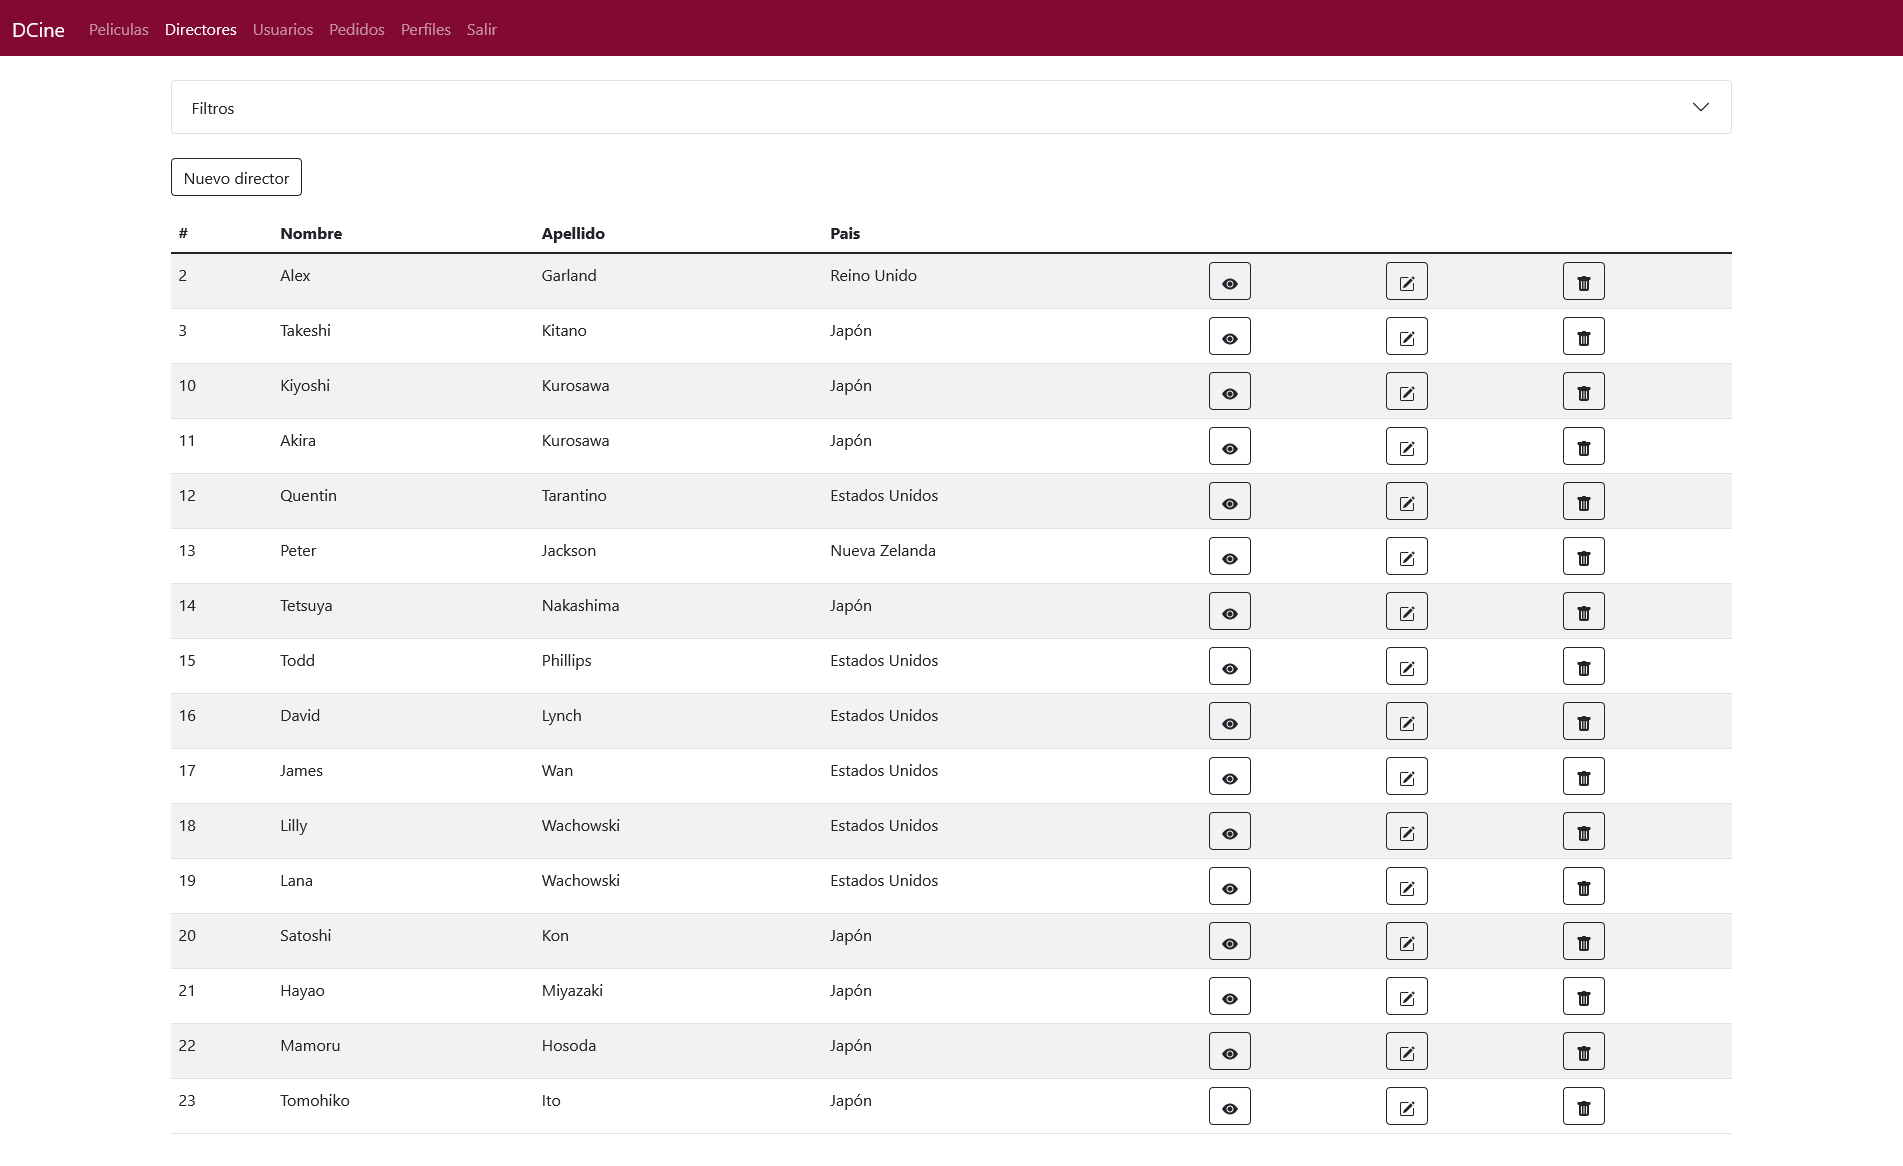 DCine Peliculas Directores Usuarios Pedidos Perfiles Salir
Filtros
Nuevo director
# Nombre Apellido Pais
2 Alex Garland Reino Unido
3 Takeshi Kitano Japón
10 Kiyoshi Kurosawa Japón
11 Akira Kurosawa Japón
12 Quentin Tarantino Estados Unidos
13 Peter Jackson Nueva Zelanda
14 Tetsuya Nakashima Japón
15 Todd Phillips Estados Unidos
16 David Lynch Estados Unidos
17 James Wan Estados Unidos
18 Lilly Wachowski Estados Unidos
19 Lana Wachowski Estados Unidos
20 Satoshi Kon Japón
21 Hayao Miyazaki Japón
22 Mamoru Hosoda Japón
23 Tomohiko Ito Japón